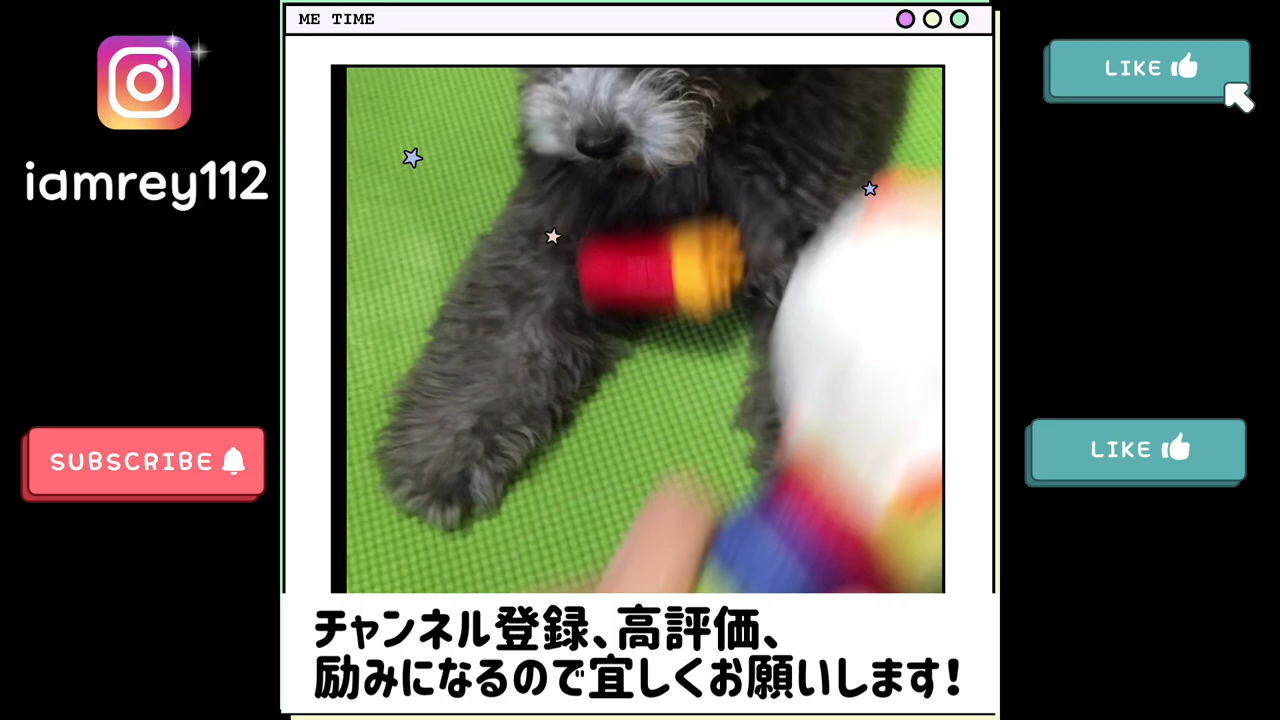 ME TIME
iamrey112
LIKE
SUBSCRIBE
LIKE
チャンネル登録、高評価、
励みになるので宜しくお願いします!